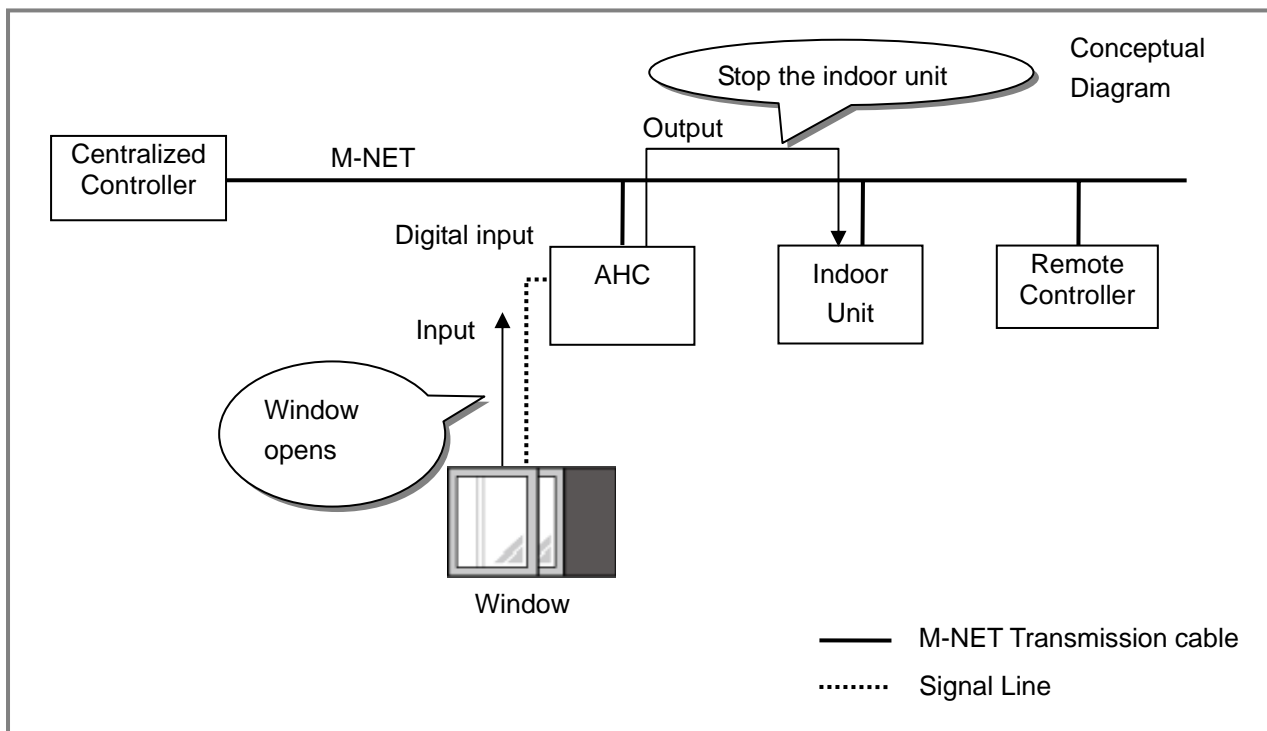 Conceptual
Diagram
Stop the indoor unit
Output
Centralized
Controller
M-NET
Digital input
AHC
Indoor
Unit
Remote
Controller
Input
Window
opens
Window
M-NET Transmission cable
Signal Line